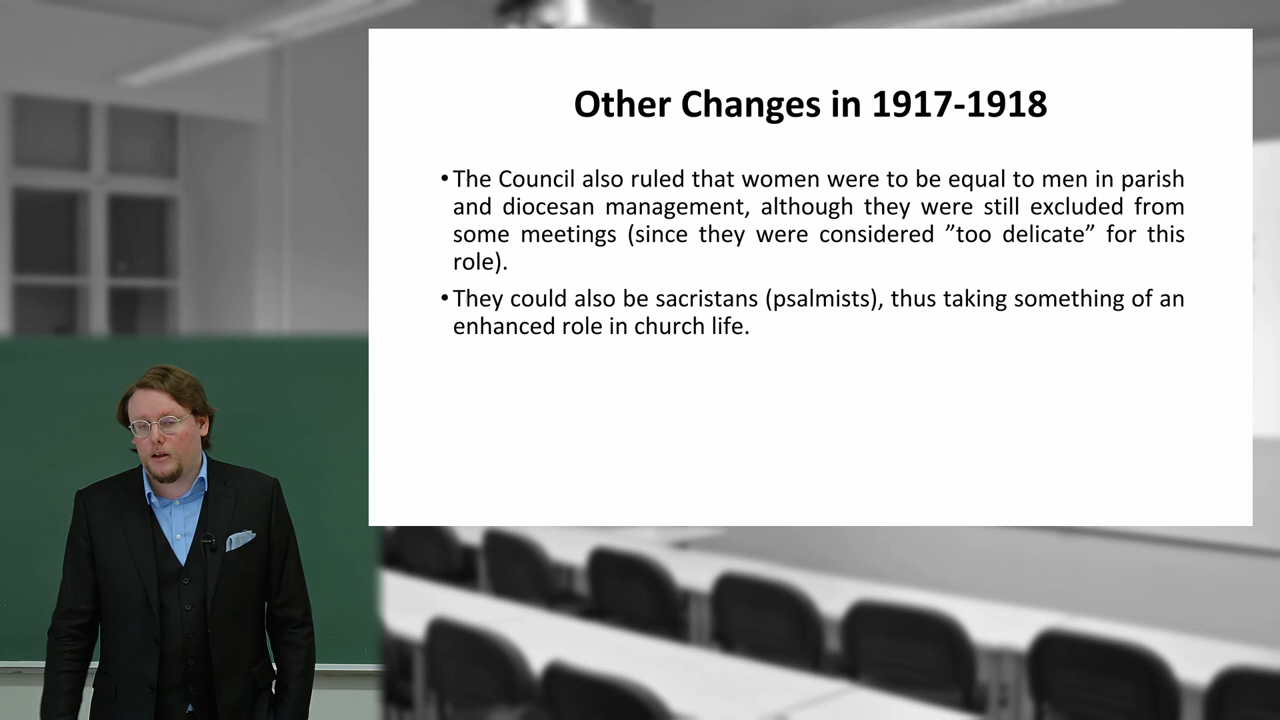 Other Changes in 1917-1918
•The Council also ruled that women were to be equal to men in parish
and diocesan management, although they were still excluded from
some meetings (since they were considered ”too delicate” for this
role).
•They could also be sacristans (psalmists), thus taking something of an
enhanced role in church life.